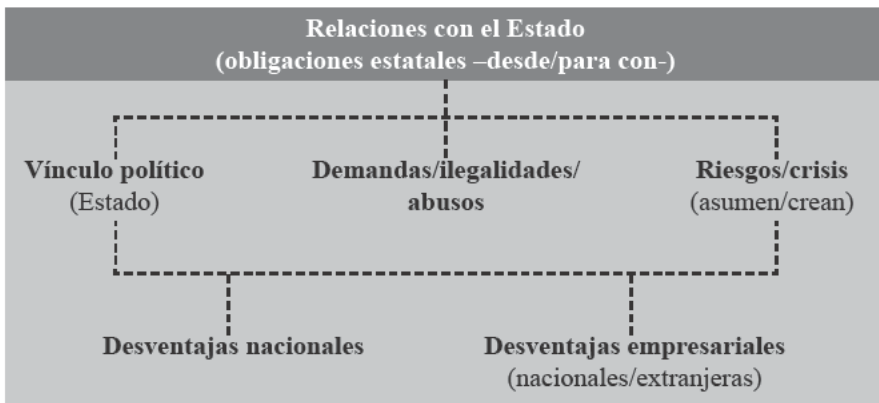 Relaciones con el Estado
(obligaciones estatales –desde/para con-)
Vínculo político
(Estado)
Demandas/ilegalidades/
abusos
Riesgos/crisis
(asumen/crean)
Desventajas nacionales
Desventajas empresariales
(nacionales/extranjeras)